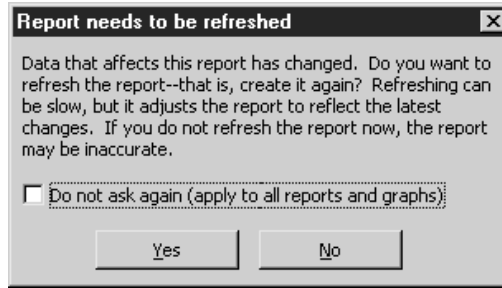 Report needs to be refreshed
Data that affects this report has changed. Do you want to
refresh the report--that is, create it again? Refreshing can
be slow, but it adjusts the report to reflect the latest
changes. If you do not refresh the report now, the report
may be inaccurate.
Do not ask again (apply to all reports and graphs)
Yes No